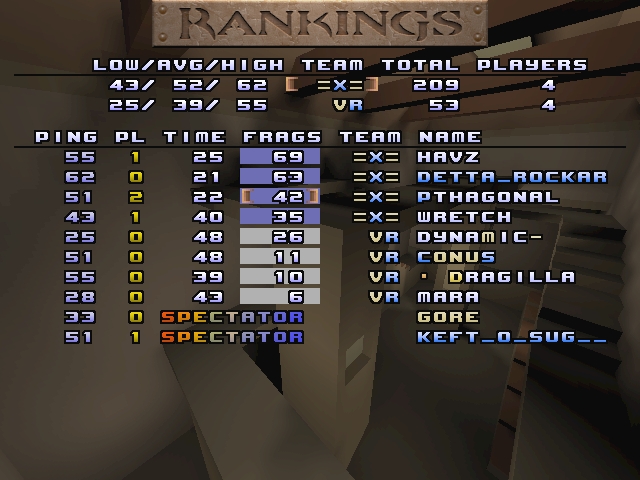 RANKINGS
LOW/AVG/HIGH TEAM TOTAL PLAYERS
43/ 52/ 62 =X= 209 4
25/ 39/ 55 VR 53 4
PING PL TIME FRAGS TEAM NAME
55 1 25 69 =X= HAVZ
62 0 21 63 =X= DETTA_ROCKAR
51 2 22 42 =X= PTHAGONAL
43 1 40 35 =X= WRETCH
25 0 48 26 VR DYNAMIC-
51 0 48 11 VR CONUS
55 0 39 10 VR · DRAGILLA
28 0 43 6 VR MARA
33 0 SPECTATOR GORE
51 1 SPECTATOR KEFT_O_SUG__